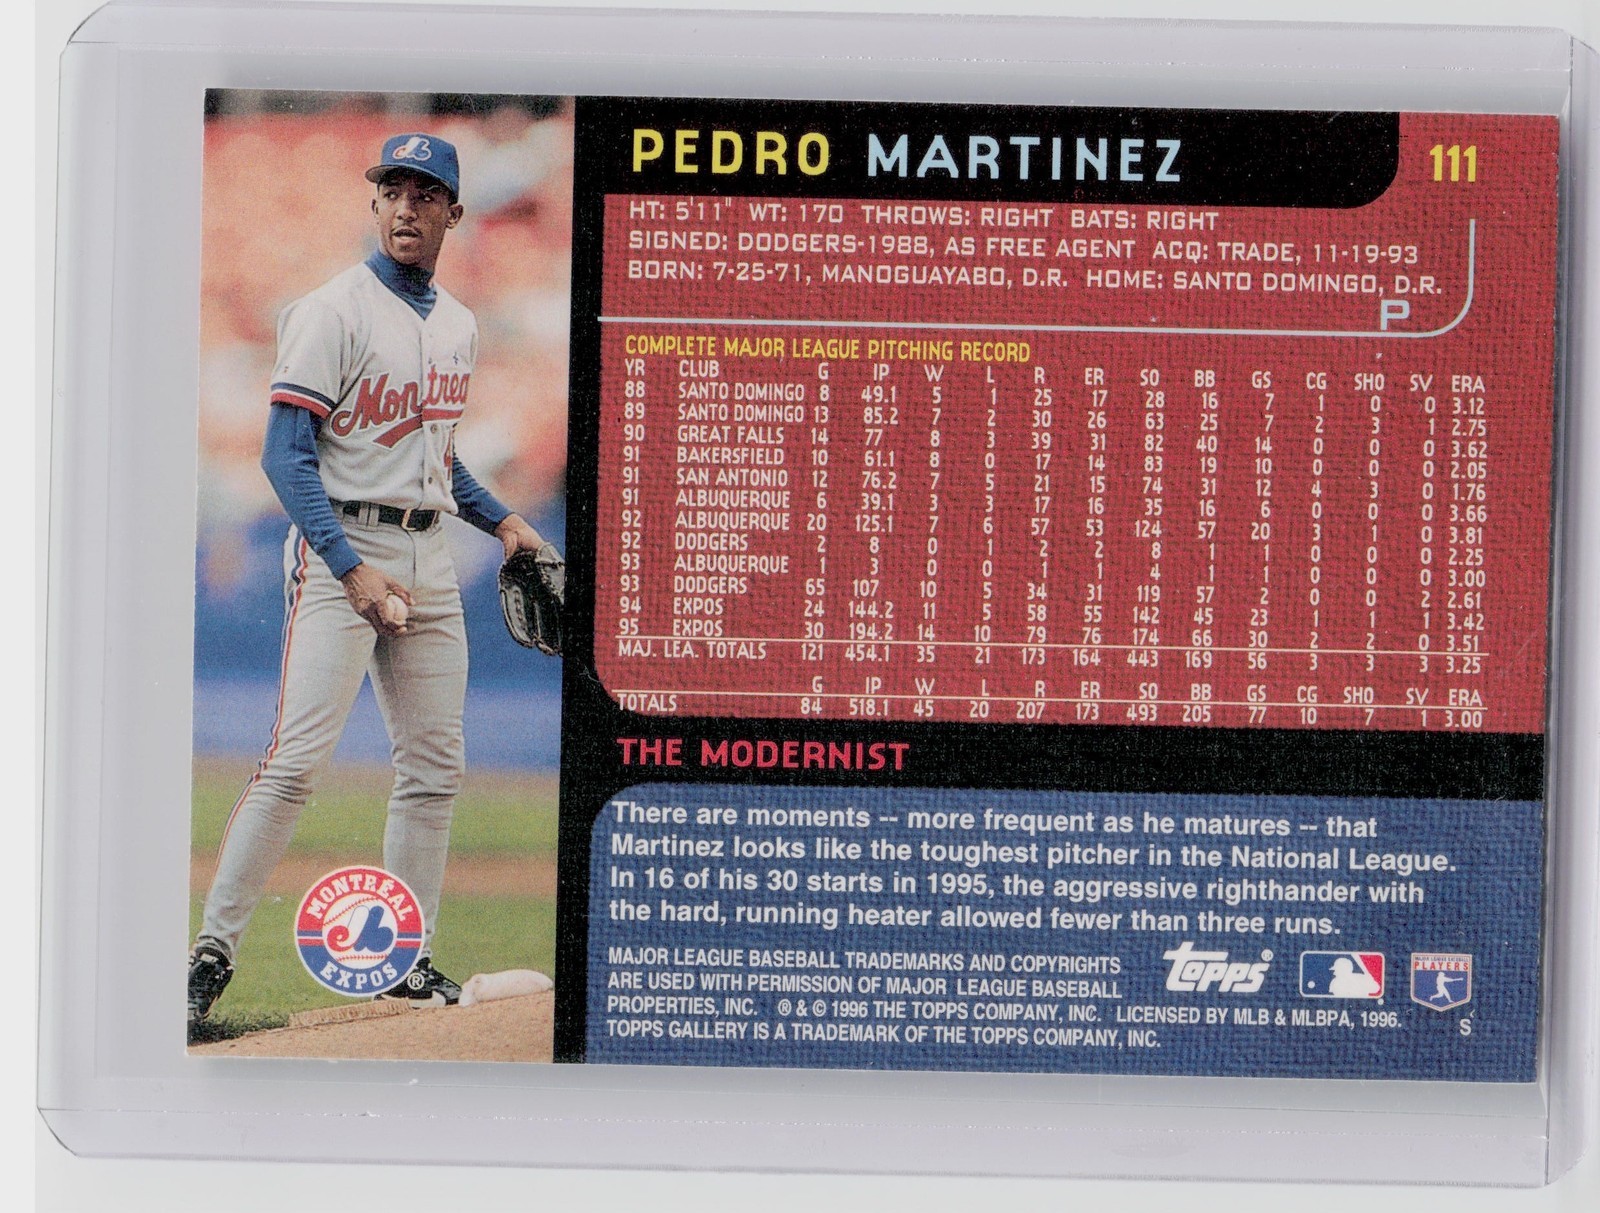 PEDRO MARTINEZ 111
HT: 5'11" WT: 170 THROWS: RIGHT BATS: RIGHT
SIGNED: DODGERS-1988, AS FREE AGENT ACQ: TRADE, 11-19-93
BORN: 7-25-71, MANOGUAYABO, D.R. HOME: SANTO DOMINGO, D.R.
P
COMPLETE MAJOR LEAGUE PITCHING RECORD
YR CLUB G IP W L R ER SO BB GS CG SHO SV ERA
88 SANTO DOMINGO 8 49.1 5 1 25 17 28 16 7 1 0 0 3.12
89 SANTO DOMINGO 13 85.2 7 2 30 26 63 25 7 2 3 1 2.75
90 GREAT FALLS 14 77 8 3 39 31 82 40 14 0 0 0 3.62
91 BAKERSFIELD 10 61.1 8 0 17 14 83 19 10 0 0 0 2.05
91 SAN ANTONIO 12 76.2 7 5 21 15 74 31 12 4 3 0 1.76
91 ALBUQUERQUE 6 39.1 3 3 17 16 35 16 6 0 0 0 3.66
92 ALBUQUERQUE 20 125.1 7 6 57 53 124 57 20 3 1 0 3.81
92 DODGERS 2 8 0 1 2 2 8 1 1 0 0 0 2.25
93 ALBUQUERQUE 1 3 0 0 1 1 4 1 1 0 0 0 3.00
93 DODGERS 65 107 10 5 34 31 119 57 2 0 0 2 2.61
94 EXPOS 24 144.2 11 5 58 55 142 45 23 1 1 1 3.42
95 EXPOS 30 194.2 14 10 79 76 174 66 30 2 2 0 3.51
MAJ. LEA. TOTALS 121 454.1 35 21 173 164 443 169 56 3 3 3 3.25
G IP W L R ER SO BB GS CG SHO SV ERA
TOTALS 84 518.1 45 20 207 173 493 205 77 10 7 1 3.00
THE MODERNIST
There are moments -- more frequent as he matures -- that
Martinez looks like the toughest pitcher in the National League.
In 16 of his 30 starts in 1995, the aggressive righthander with
the hard, running heater allowed fewer than three runs.
MAJOR LEAGUE BASEBALL TRADEMARKS AND COPYRIGHTS
ARE USED WITH PERMISSION OF MAJOR LEAGUE BASEBALL
PROPERTIES, INC. ® & © 1996 THE TOPPS COMPANY, INC. LICENSED BY MLB & MLBPA, 1996.
TOPPS GALLERY IS A TRADEMARK OF THE TOPPS COMPANY, INC.
Topps®
MAJOR LEAGUE BASEBALL
PLAYERS
S
Montreal
4
MONTRÉAL
EXPOS ®